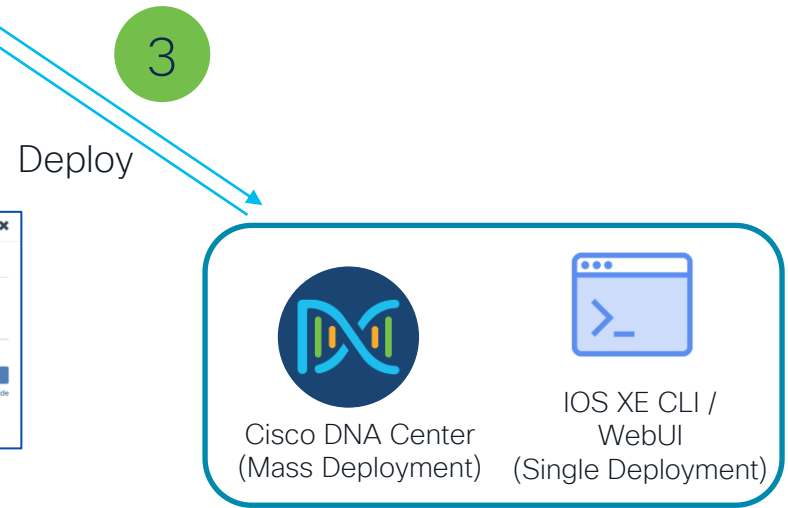 3
Deploy
Cisco DNA Center
(Mass Deployment)
IOS XE CLI /
WebUI
(Single Deployment)